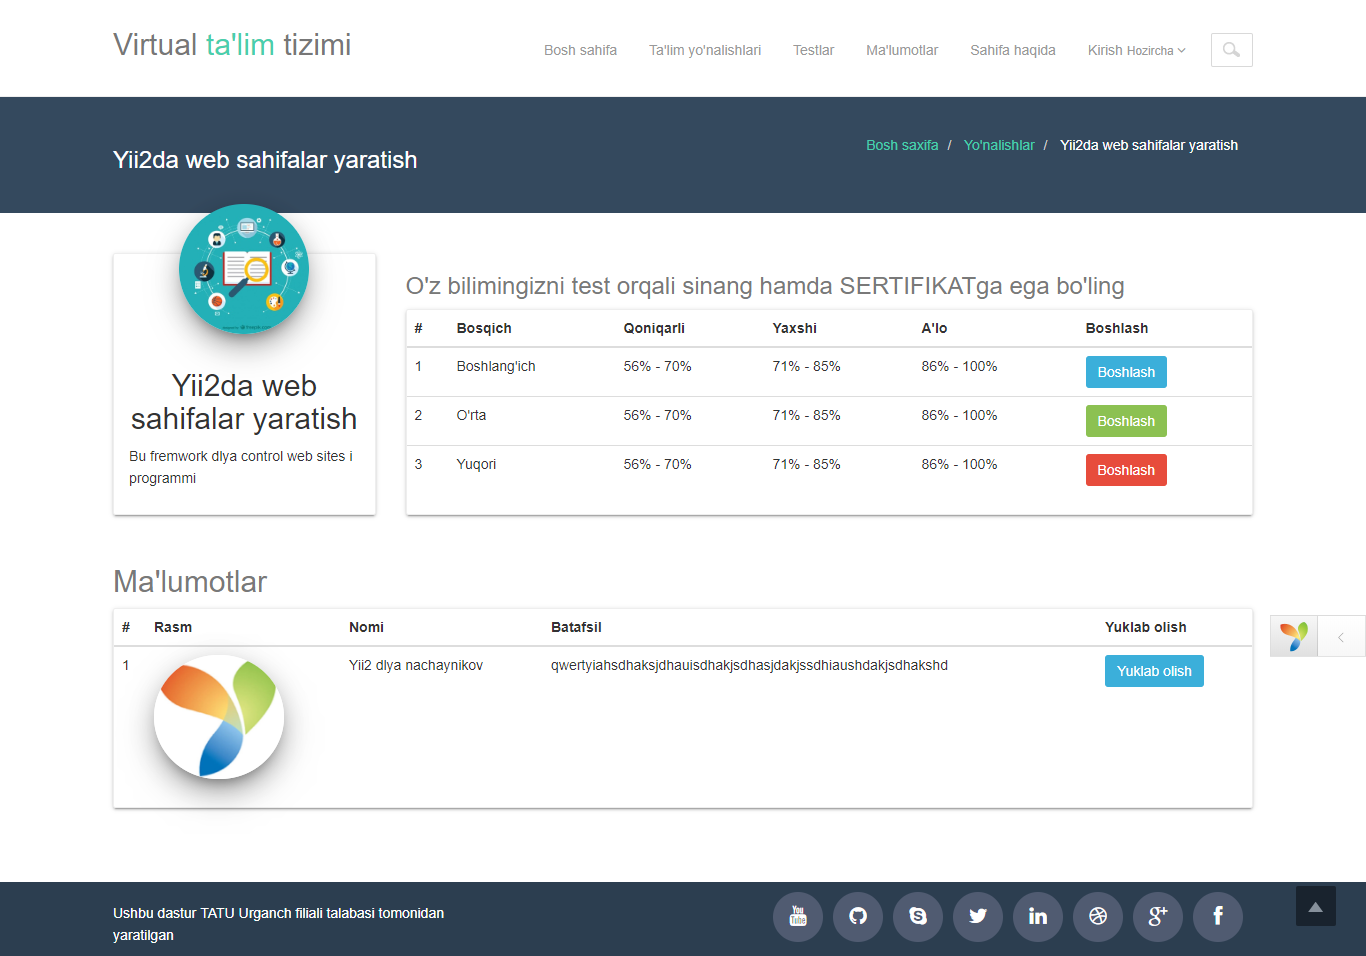 Virtual ta'lim tizimi
Bosh sahifa Ta'lim yo'nalishlari Testlar Ma'lumotlar Sahifa haqida Kirish Hozircha
Yii2da web sahifalar yaratish
Bosh saxifa / Yo'nalishlar / Yii2da web sahifalar yaratish
Yii2da web
sahifalar yaratish
Bu fremwork dlya control web sites i
programmi
O'z bilimingizni test orqali sinang hamda SERTIFIKATga ega bo'ling
# Bosqich Qoniqarli Yaxshi A'lo Boshlash
1 Boshlang'ich 56% - 70% 71% - 85% 86% - 100% Boshlash
2 O'rta 56% - 70% 71% - 85% 86% - 100% Boshlash
3 Yuqori 56% - 70% 71% - 85% 86% - 100% Boshlash
Ma'lumotlar
# Rasm Nomi Batafsil Yuklab olish
1 Yii2 dlya nachaynikov qwertyiahsdhaksjdhauisdhakjsdhasjdakjssdhiaushdakjsdhakshd Yuklab olish
Ushbu dastur TATU Urganch filiali talabasi tomonidan
yaratilgan
You
Tube